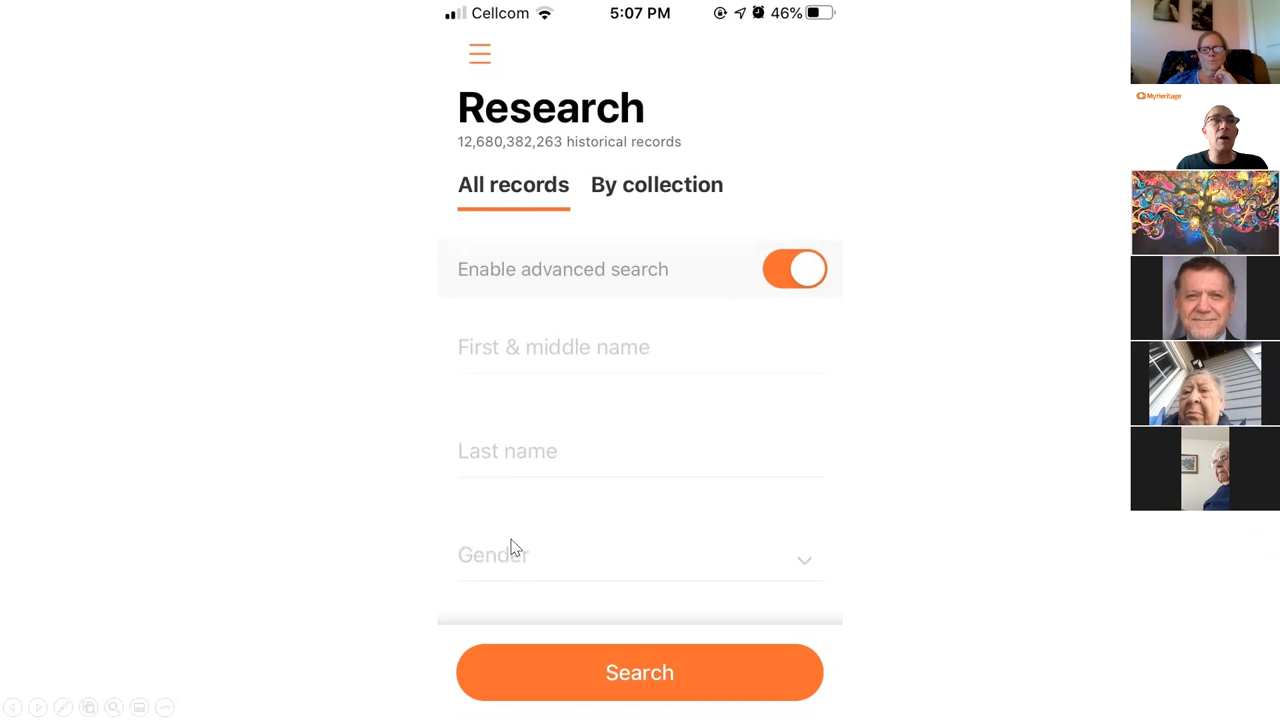 Cellcom 5:07 PM 46%
Research
12,680,382,263 historical records
All records By collection
Enable advanced search
First & middle name
Last name
Gender
Search
MyHeritage